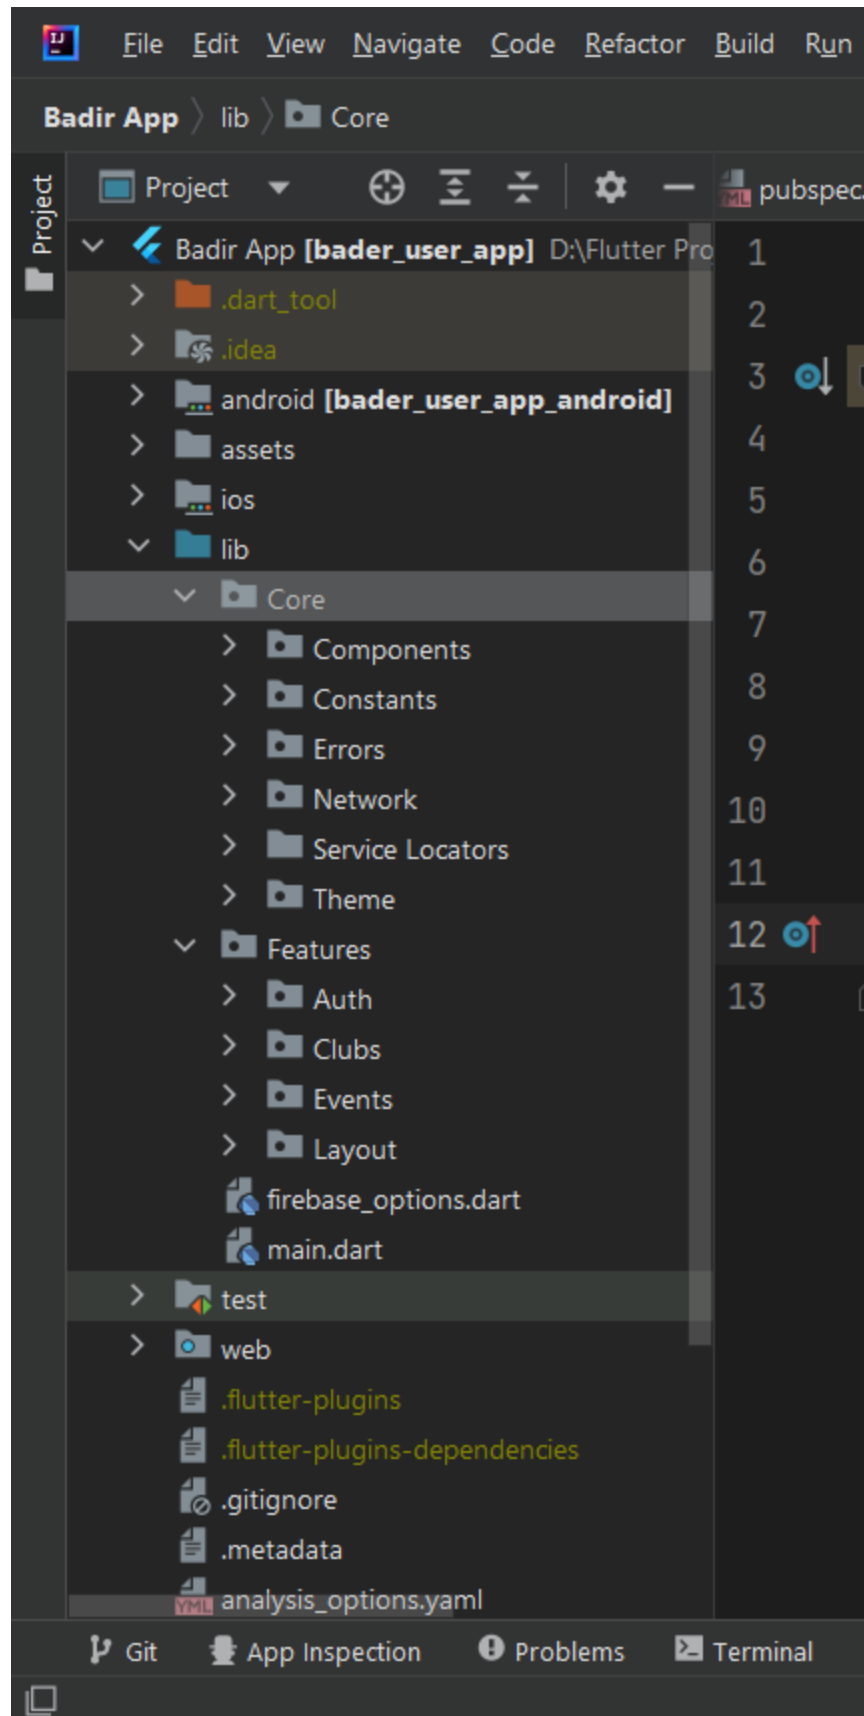 File Edit View Navigate Code Refactor Build Run
Badir App lib Core
Project
Project
pubspec.
Badir App [bader_user_app] D:\Flutter Pro
.dart_tool
.idea
android [bader_user_app_android]
assets
ios
lib
Core
Components
Constants
Errors
Network
Service Locators
Theme
Features
Auth
Clubs
Events
Layout
firebase_options.dart
main.dart
test
web
.flutter-plugins
.flutter-plugins-dependencies
.gitignore
.metadata
analysis_options.yaml
1
2
3
4
5
6
7
8
9
10
11
12
13
Git App Inspection Problems Terminal